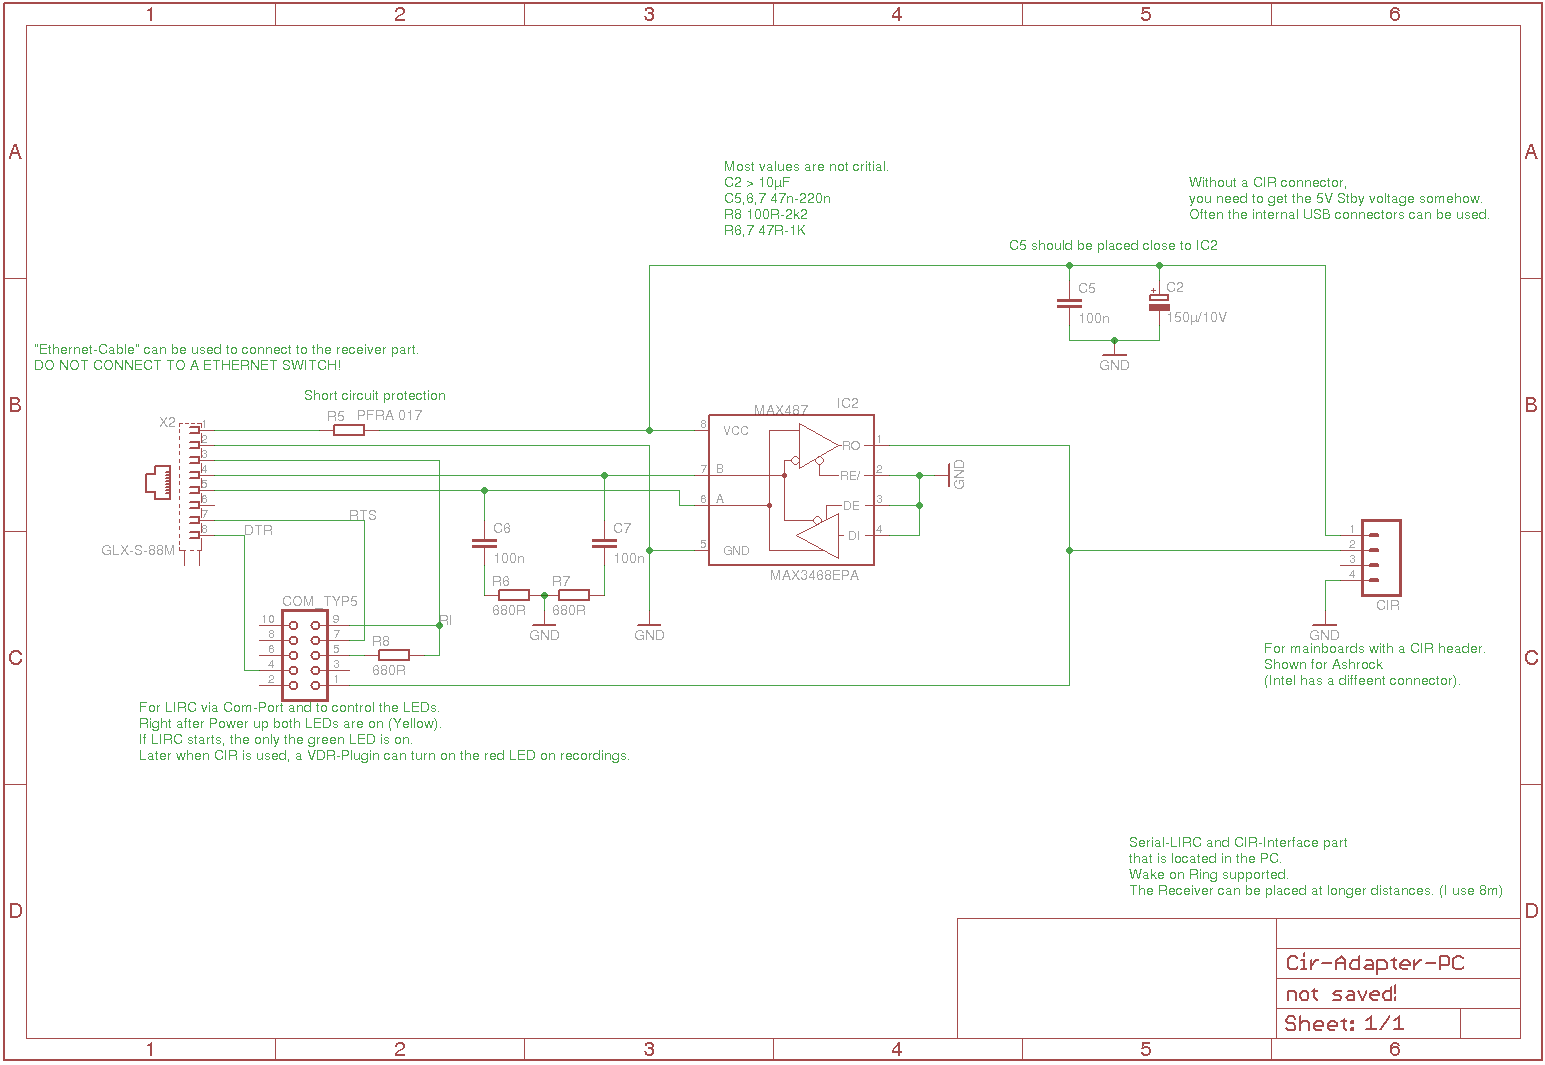 1 2 3 4 5 6
A A
Most values are not critial.
C2 > 10µF
C5,6,7 47n-220n
R8 100R-2k2
R6,7 47R-1K
Without a CIR connector,
you need to get the 5V Stby voltage somehow.
Often the internal USB connectors can be used.
C5 should be placed close to IC2
C5
100n
+
C2
150µ/10V
GND
"Ethernet-Cable" can be used to connect to the receiver part.
DO NOT CONNECT TO A ETHERNET SWITCH!
Short circuit protection
B B
R5 PFRA 017
X2
1
2
3
4
5
6
7
8
GLX-S-88M
DTR
RTS
MAX487
IC2
8 VCC
7 B
6 A
5 GND
RO 1
RE/ 2
DE 3
DI 4
MAX3468EPA
GND
C6
100n
C7
100n
R6
680R
R7
680R
GND
GND
1
2
3
4
CIR
GND
COM_TYP5
10 9
8 7
6 5
4 3
2 1
RI
R8
680R
C C
For mainboards with a CIR header.
Shown for Ashrock
(Intel has a diffeent connector).
For LIRC via Com-Port and to control the LEDs.
Right after Power up both LEDs are on (Yellow).
If LIRC starts, the only the green LED is on.
Later when CIR is used, a VDR-Plugin can turn on the red LED on recordings.
Serial-LIRC and CIR-Interface part
that is located in the PC.
Wake on Ring supported.
The Receiver can be placed at longer distances. (I use 8m)
D D
Cir-Adapter-PC
not saved!
Sheet: 1/1
1 2 3 4 5 6